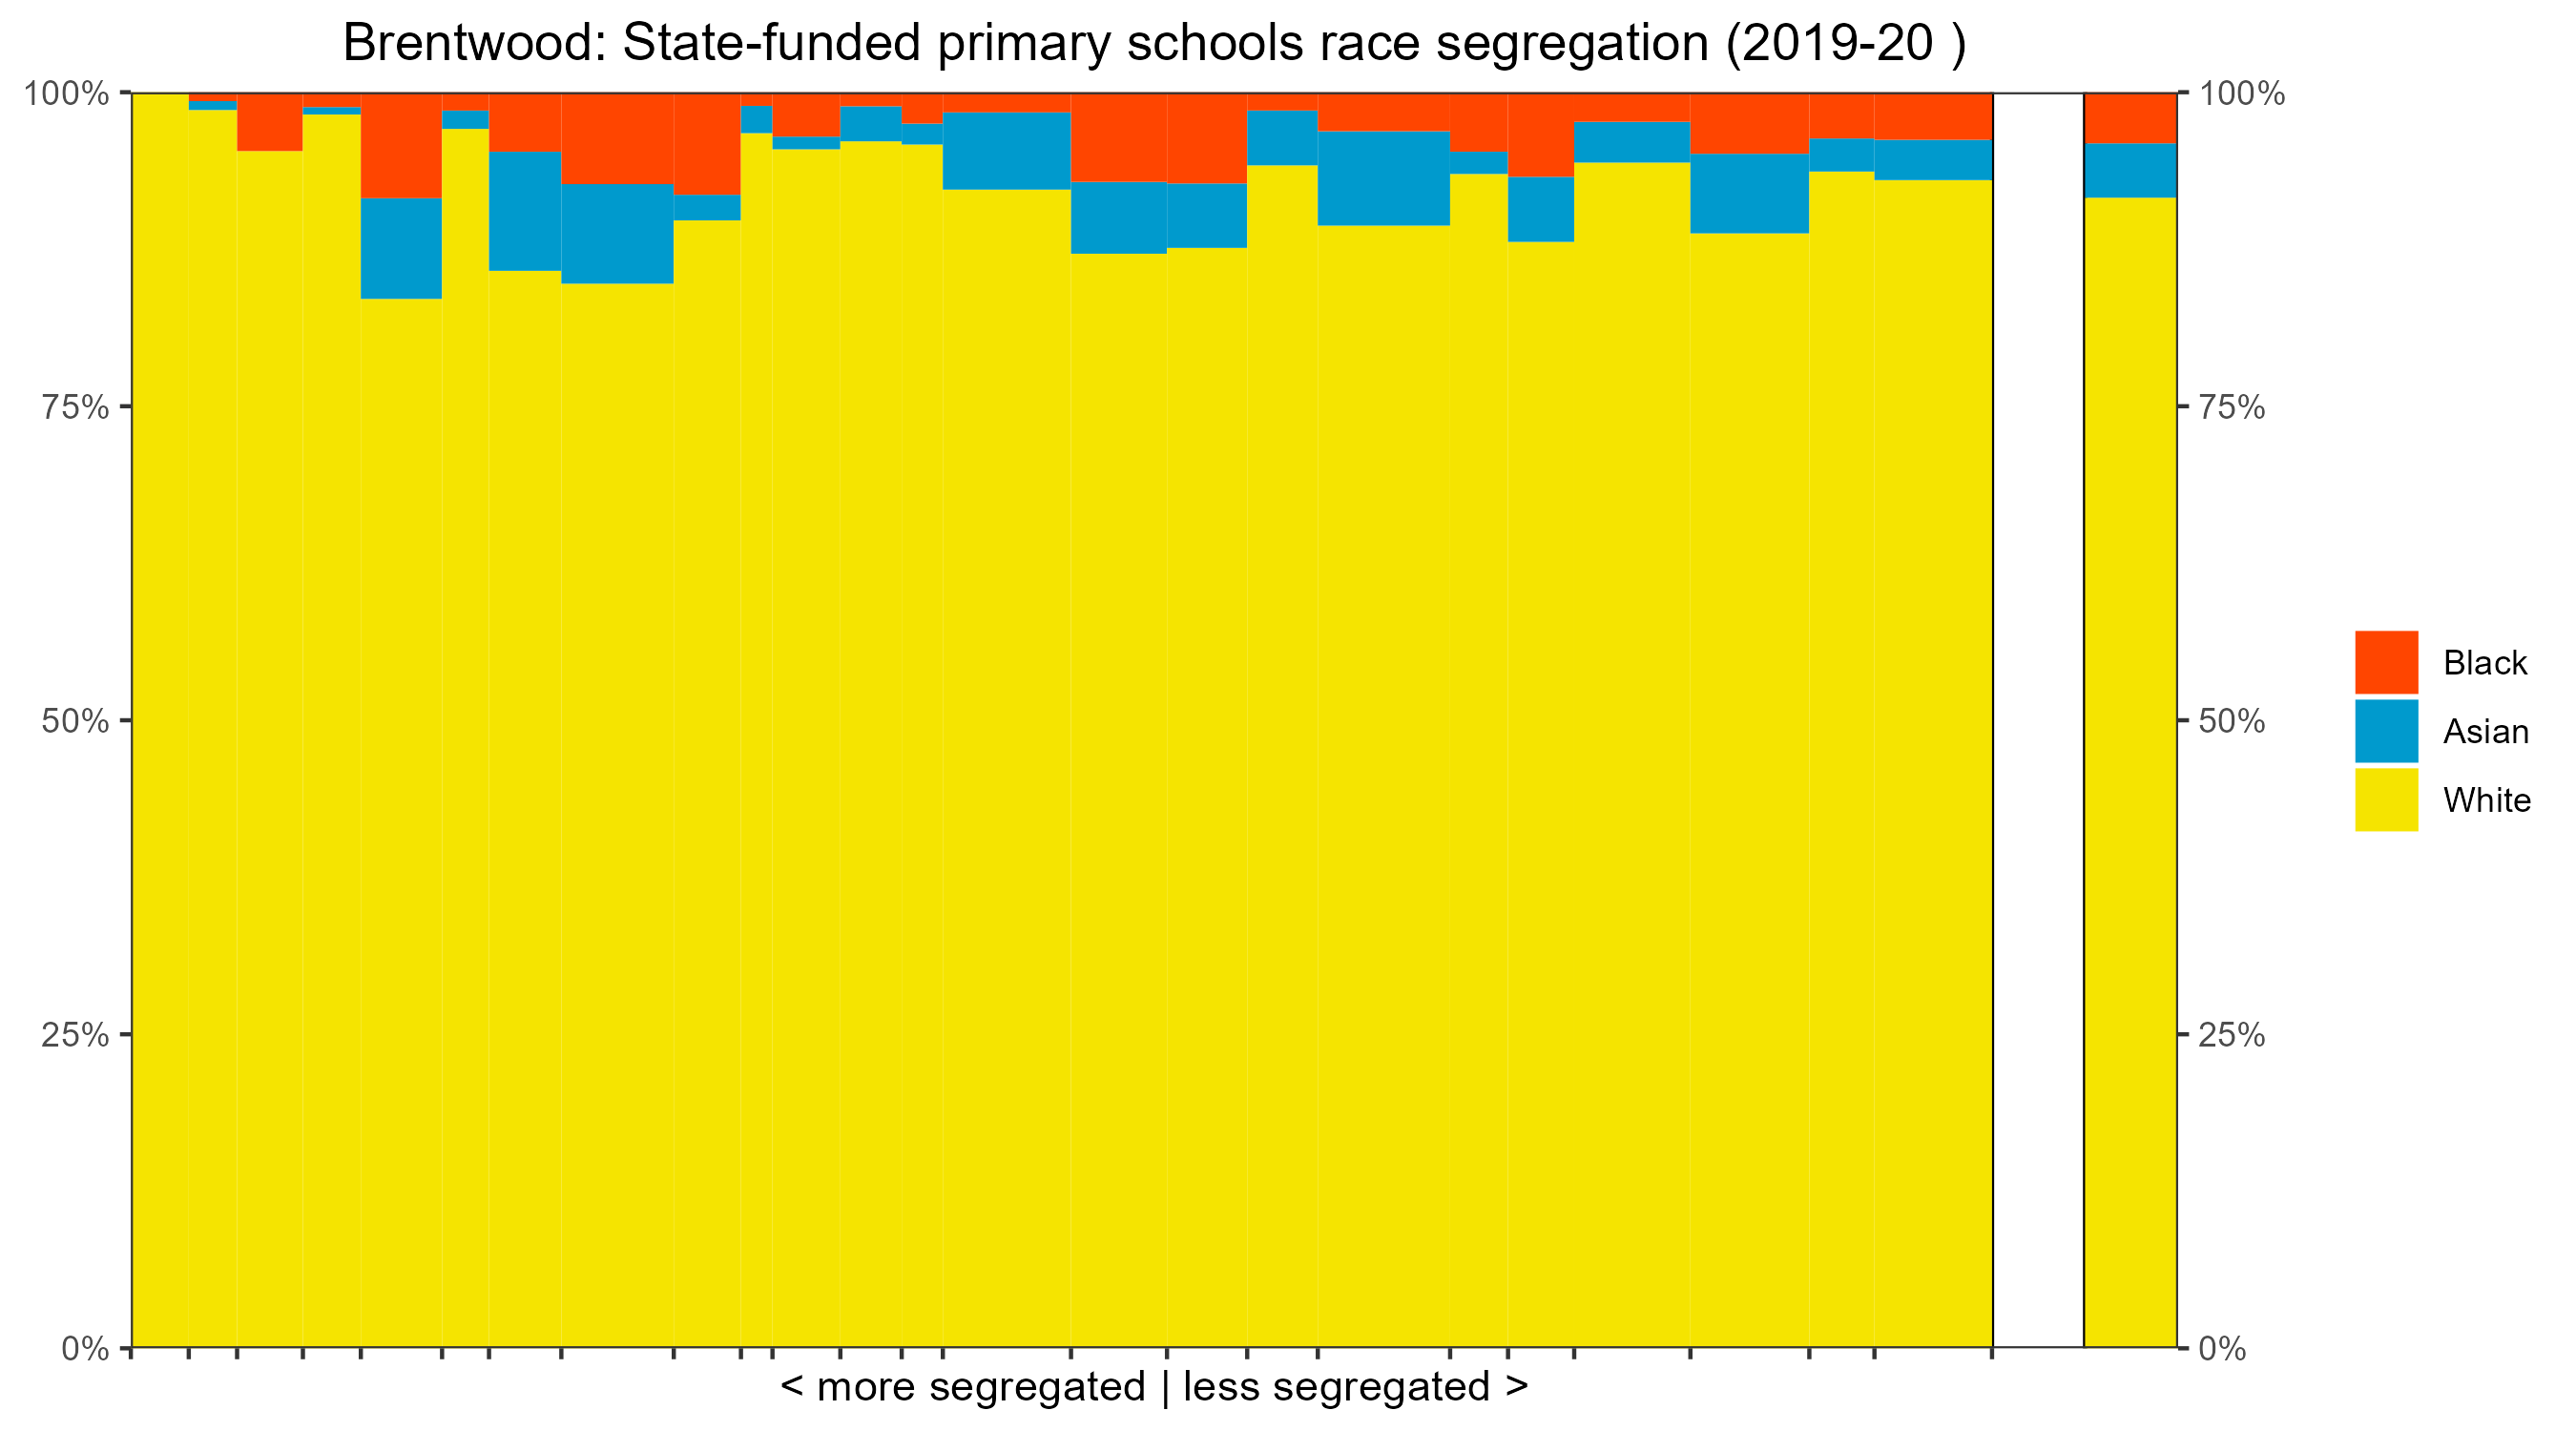 Brentwood: State-funded primary schools race segregation (2019-20 )
100%
100%
75%
75%
Black
50%
50%
Asian
White
25%
25%
0%
0%
< more segregated | less segregated >